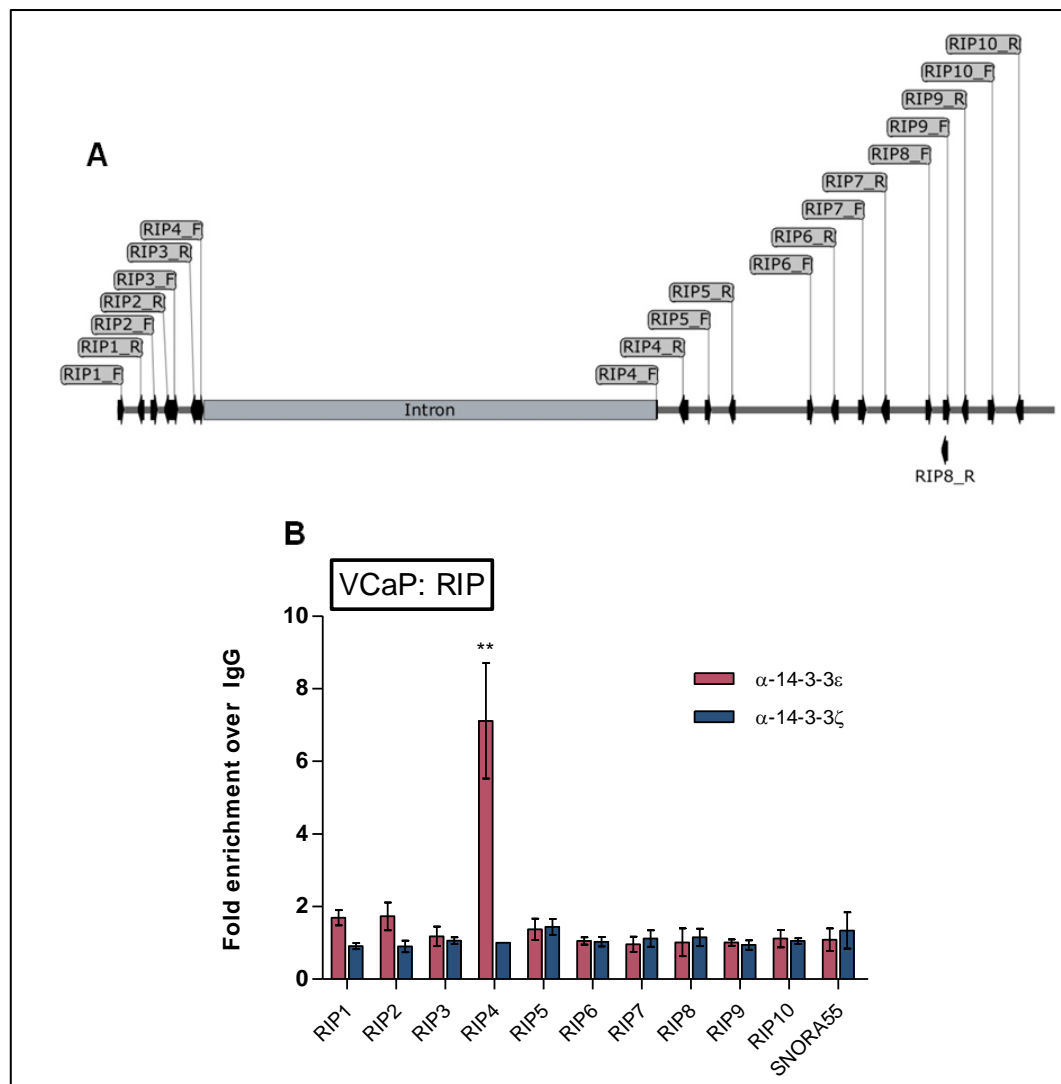 A
RIP10_R
RIP10_F
RIP9_R
RIP9_F
RIP8_F
RIP7_R
RIP7_F
RIP6_R
RIP6_F
RIP5_R
RIP5_F
RIP4_R
RIP4_F
RIP4_F
RIP3_R
RIP3_F
RIP2_R
RIP2_F
RIP1_R
RIP1_F
Intron
RIP8_R
B
VCaP: RIP
Fold enrichment over IgG
10
8
6
4
2
0
**
α-14-3-3ε
α-14-3-3ζ
RIP1
RIP2
RIP3
RIP4
RIP5
RIP6
RIP7
RIP8
RIP9
RIP10
SNORA55